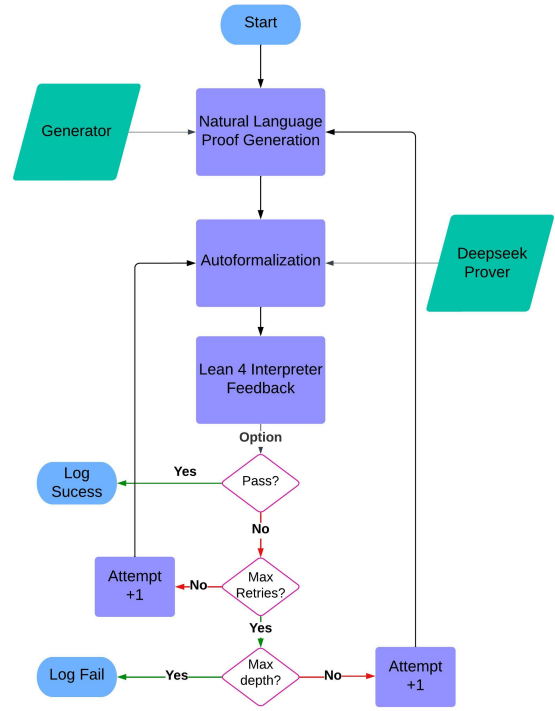 Start
Generator
Natural Language
Proof Generation
Autoformalization
Deepseek
Prover
Lean 4 Interpreter
Feedback
Option
Pass?
Yes
Log
Sucess
No
Max
Retries?
No
Attempt
+1
Yes
Max
depth?
Yes
Log Fail
No
Attempt
+1